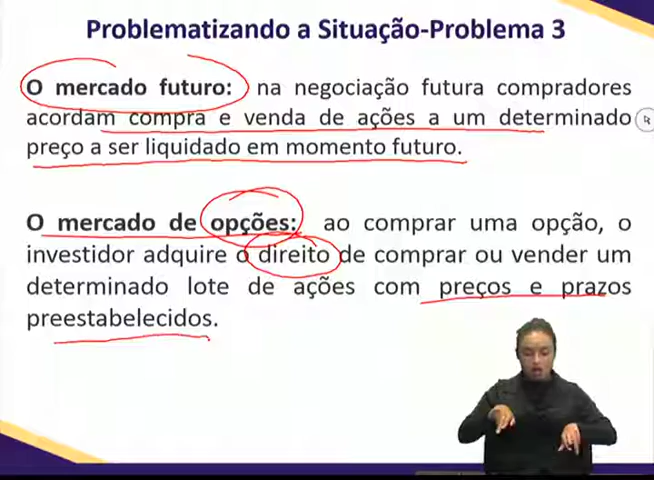 Problematizando a Situação-Problema 3
O mercado futuro: na negociação futura compradores
acordam compra e venda de ações a um determinado
preço a ser liquidado em momento futuro.
O mercado de opções: ao comprar uma opção, o
investidor adquire o direito de comprar ou vender um
determinado lote de ações com preços e prazos
preestabelecidos.